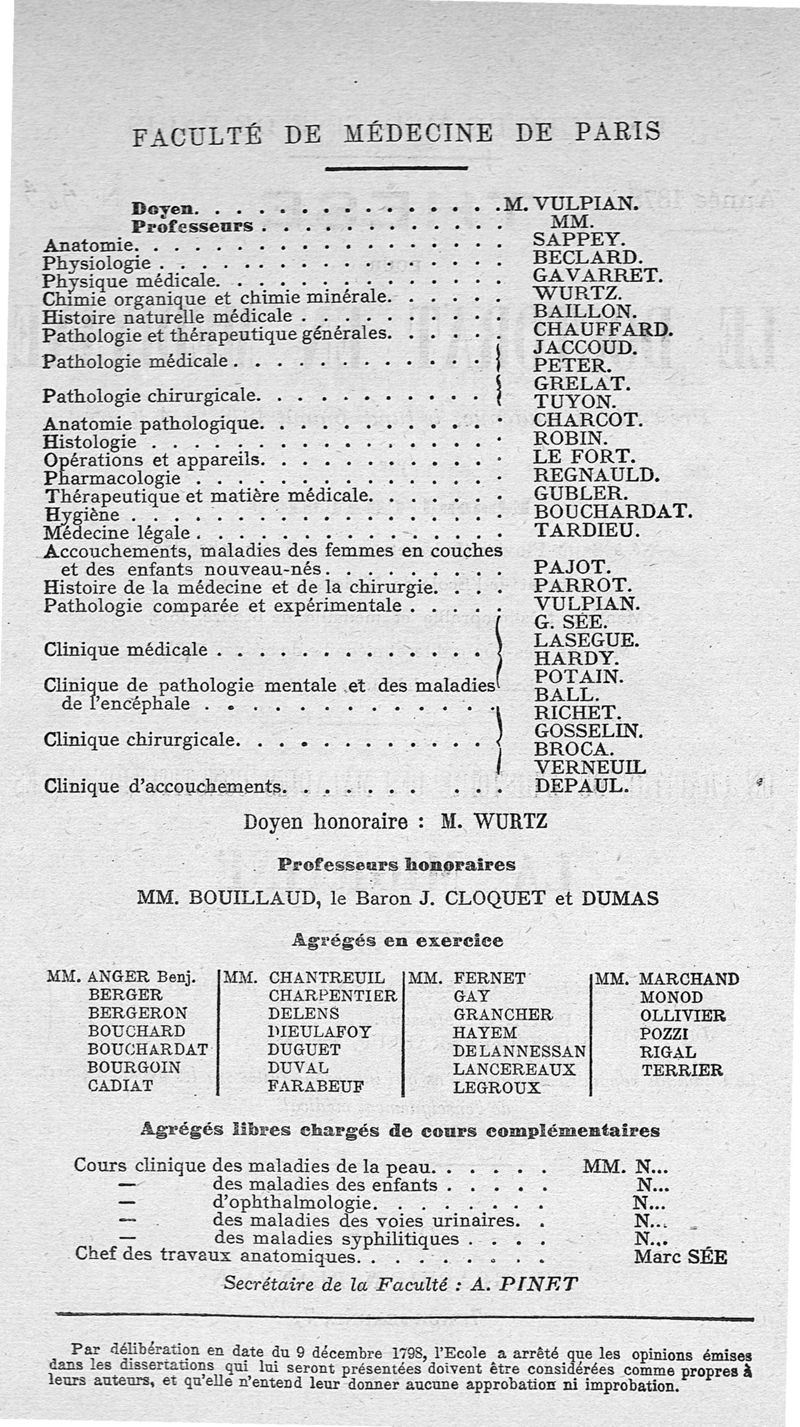 FACULTÉ DE MÉDECINE DE PARIS
Doyen. . . . . . . . . . . . . . . . M. VULPIAN.
Professeurs . . . . . . . . . . . . . MM.
Anatomie. . . . . . . . . . . . . . . . . . . SAPPEY.
Physiologie . . . . . . . . . . . . . . . . . . BECLARD.
Physique médicale. . . . . . . . . . . . . . . GAVARRET.
Chimie organique et chimie minérale. . . . . . WURTZ.
Histoire naturelle médicale . . . . . . . . . . . BAILLON.
Pathologie et thérapeutique générales. . . . . . CHAUFFARD.
Pathologie médicale . . . . . . . . . . . . { JACCOUD.
PETER.
Pathologie chirurgicale. . . . . . . . . . . { GRELAT.
TUYON.
Anatomie pathologique. . . . . . . . . . . . . CHARCOT.
Histologie . . . . . . . . . . . . . . . . . . . ROBIN.
Opérations et appareils. . . . . . . . . . . . . LE FORT.
Pharmacologie . . . . . . . . . . . . . . . . . REGNAULD.
Thérapeutique et matière médicale. . . . . . . GUBLER.
Hygiène . . . . . . . . . . . . . . . . . . . . BOUCHARDAT.
Médecine légale . . . . . . . . . . . . . . . . TARDIEU.
Accouchements, maladies des femmes en couches
et des enfants nouveau-nés. . . . . . . . . . PAJOT.
Histoire de la médecine et de la chirurgie. . . . PARROT.
Pathologie comparée et expérimentale . . . . . VULPIAN.
G. SÉE.
LASEGUE.
Clinique médicale . . . . . . . . . . . . . . { HARDY.
POTAIN.
Clinique de pathologie mentale et des maladies
de l'encéphale . . . . . . . . . . . . . . . BALL.
RICHET.
GOSSELIN.
Clinique chirurgicale. . . . . . . . . . . . . { BROCA.
VERNEUIL
Clinique d'accouchements. . . . . . . . . . DEPAUL.
Doyen honoraire : M. WURTZ
Professeurs honoraires
MM. BOUILLAUD, le Baron J. CLOQUET et DUMAS
Agrégés en exercice
MM. ANGER Benj.
BERGER
BERGERON
BOUCHARD
BOUCHARDAT
BOURGOIN
CADIAT
MM. CHANTREUIL
CHARPENTIER
DELENS
DIEULAFOY
DUGUET
DUVAL
FARABEUF
MM. FERNET
GAY
GRANCHER
HAYEM
DELANNESSAN
LANCEREAUX
LEGROUX
MM. MARCHAND
MONOD
OLLIVIER
POZZI
RIGAL
TERRIER
Agrégés libres chargés de cours complémentaires
Cours clinique des maladies de la peau. . . . . . MM. N...
— des maladies des enfants . . . . . N...
— d'ophthalmologie. . . . . . . . . N...
— des maladies des voies urinaires. . N...
— des maladies syphilitiques . . . . N...
Chef des travaux anatomiques. . . . . . . . . Marc SÉE
Secrétaire de la Faculté : A. PINET
Par délibération en date du 9 décembre 1798, l'Ecole a arrêté que les opinions émises
dans les dissertations qui lui seront présentées doivent être considérées comme propres à
leurs auteurs, et qu'elle n'entend leur donner aucune approbation ni improbation.